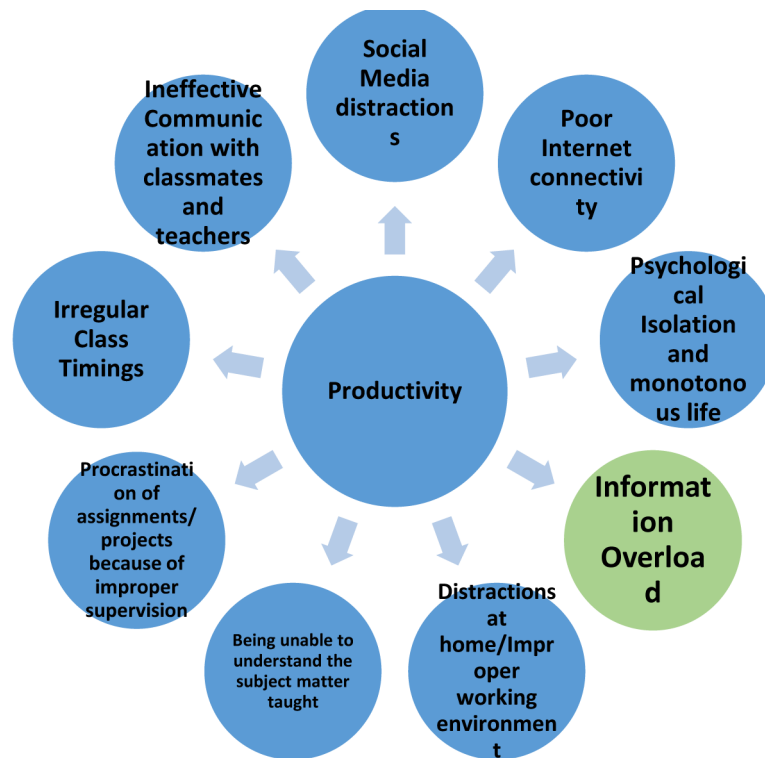 Social
Media
distraction
s
Poor
Internet
connectivi
ty
Psychologi
cal
Isolation
and
monotono
us life
Informat
ion
Overloa
d
Distractions
at
home/Impr
oper
working
environmen
t
Being unable to
understand the
subject matter
taught
Procrastinati
on of
assignments/
projects
because of
improper
supervision
Irregular
Class
Timings
Ineffective
Communic
ation with
classmates
and
teachers
Productivity